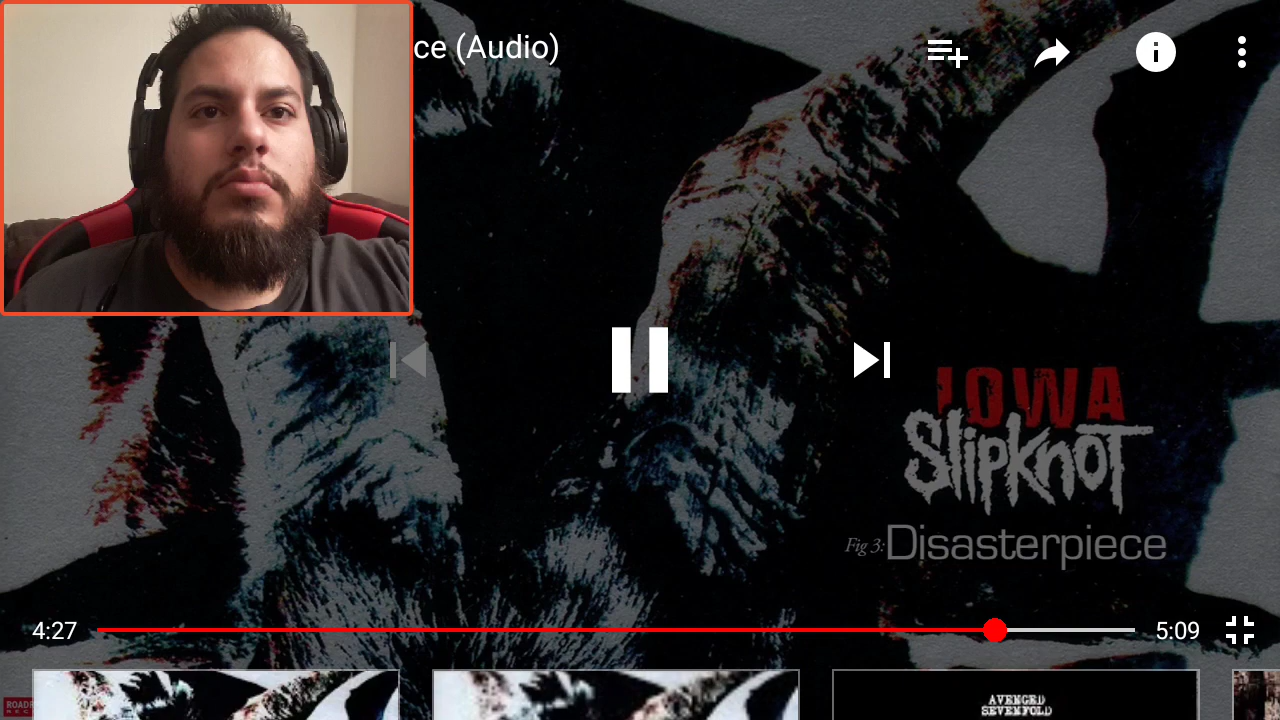 ce (Audio)
IOWA
Slipknot
Fig 3: Disasterpiece
4:27
5:09
AVENGED
SEVENFOLD